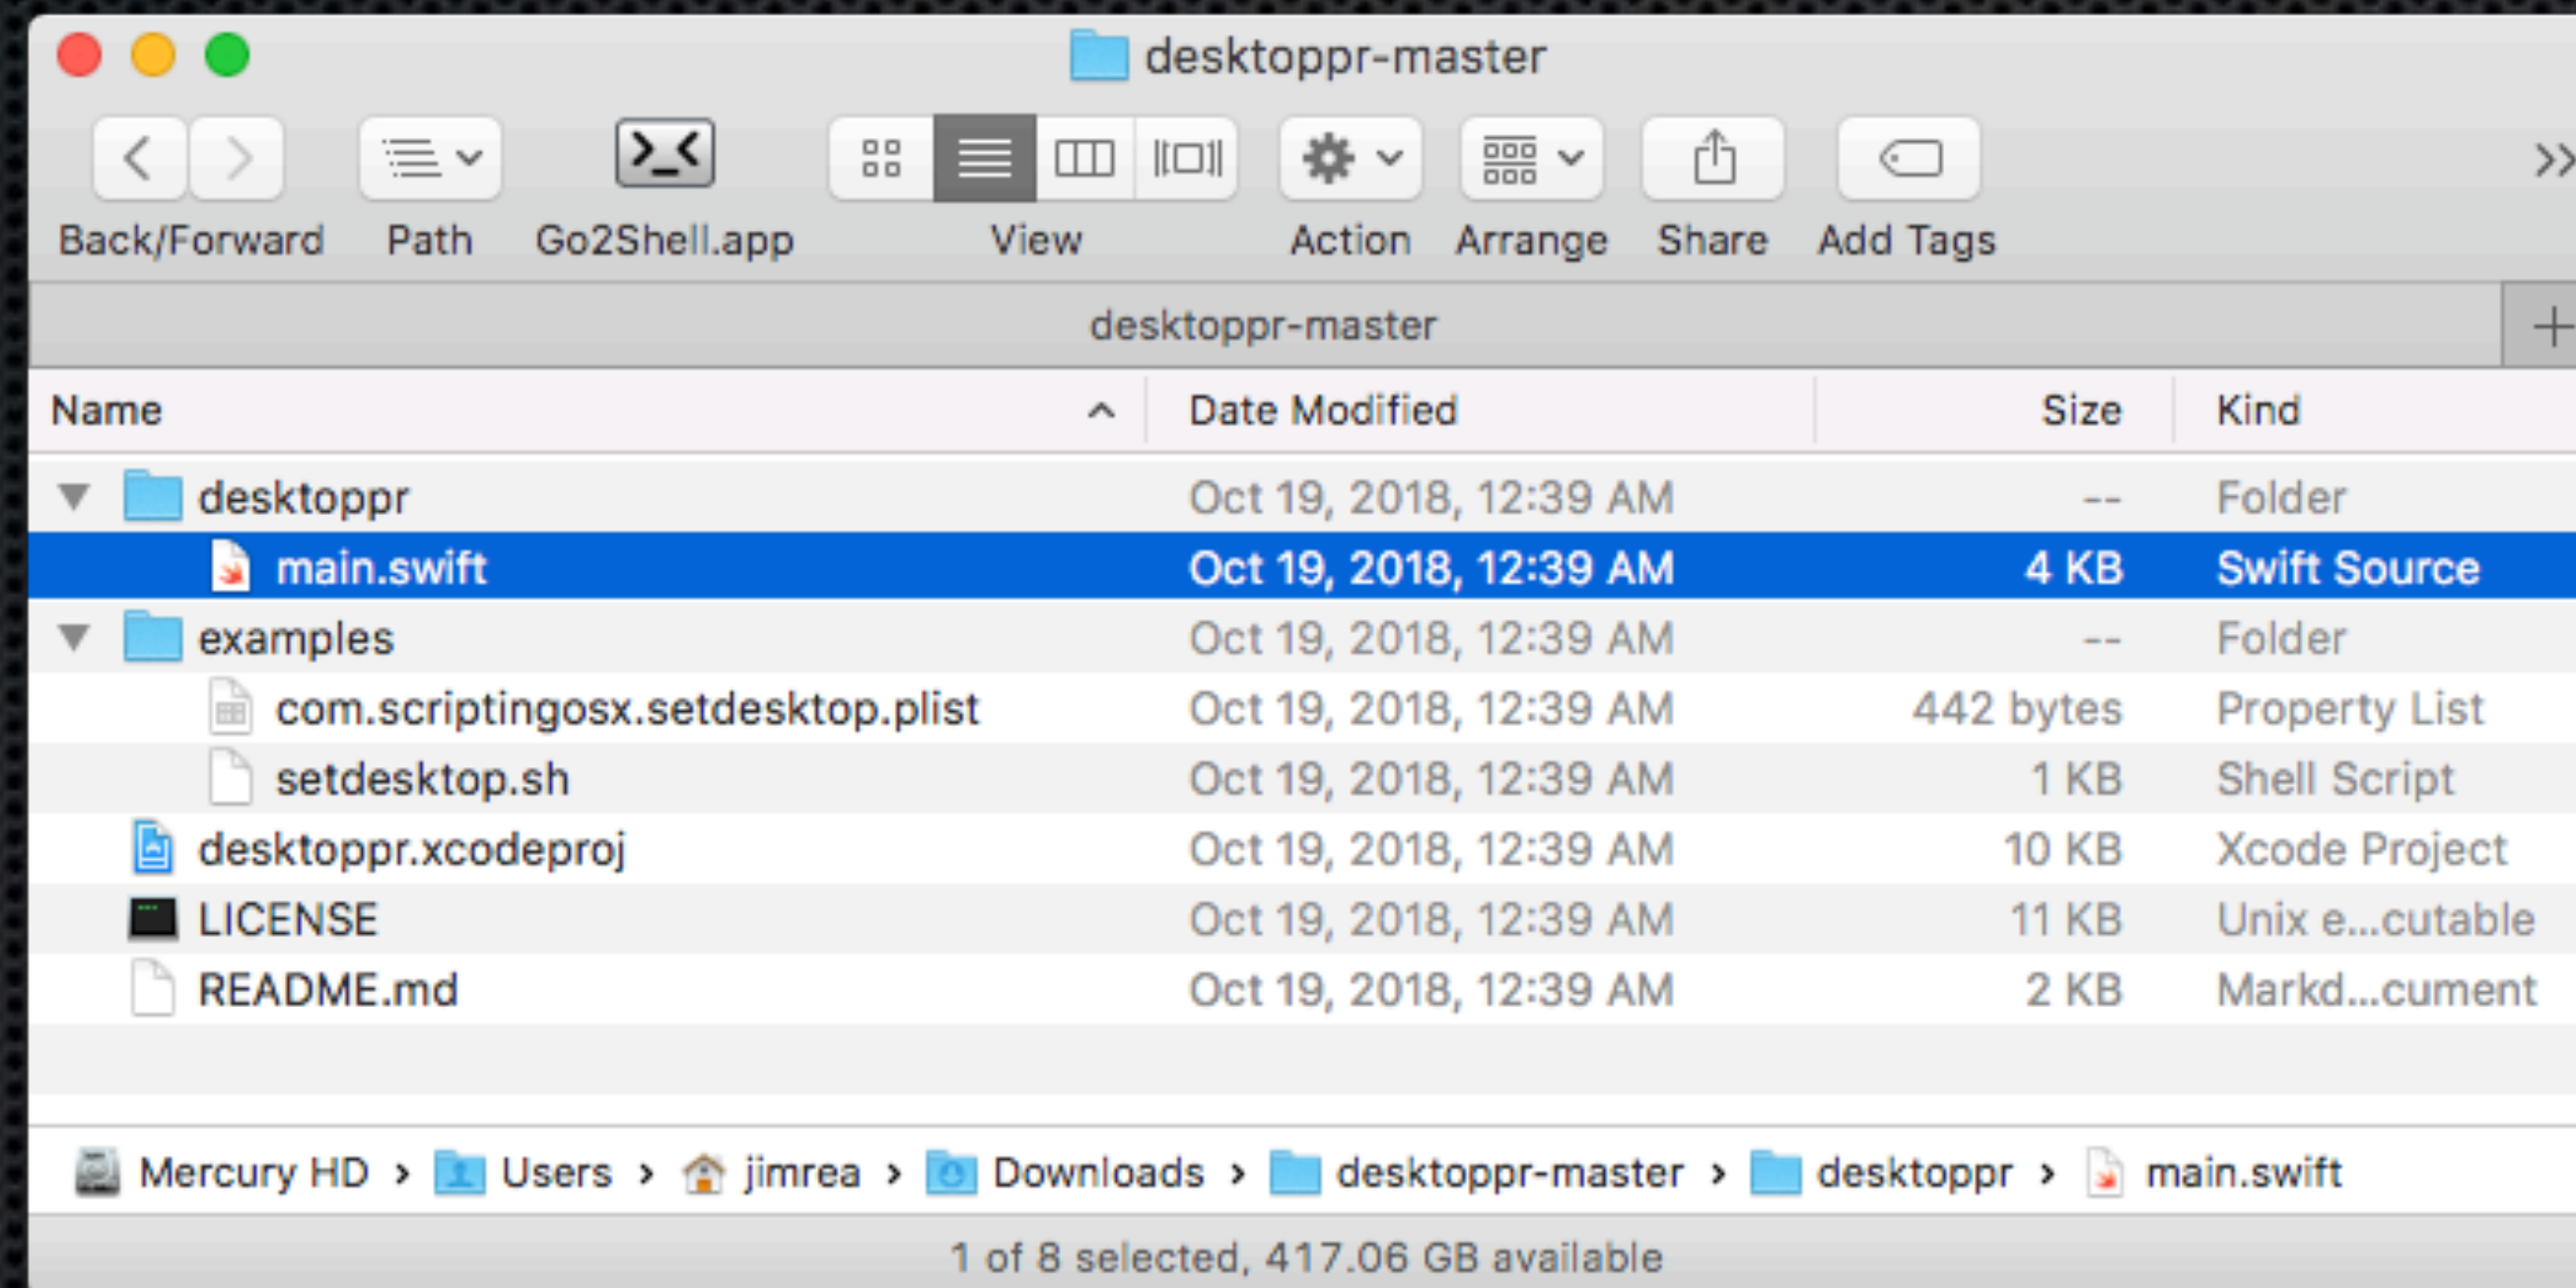 desktoppr-master
Back/Forward Path Go2Shell.app View Action Arrange Share Add Tags
desktoppr-master
Name Date Modified Size Kind
desktoppr Oct 19, 2018, 12:39 AM -- Folder
main.swift Oct 19, 2018, 12:39 AM 4 KB Swift Source
examples Oct 19, 2018, 12:39 AM -- Folder
com.scriptingosx.setdesktop.plist Oct 19, 2018, 12:39 AM 442 bytes Property List
setdesktop.sh Oct 19, 2018, 12:39 AM 1 KB Shell Script
desktoppr.xcodeproj Oct 19, 2018, 12:39 AM 10 KB Xcode Project
LICENSE Oct 19, 2018, 12:39 AM 11 KB Unix e...cutable
README.md Oct 19, 2018, 12:39 AM 2 KB Markd...cument
Mercury HD › Users › jimrea › Downloads › desktoppr-master › desktoppr › main.swift
1 of 8 selected, 417.06 GB available